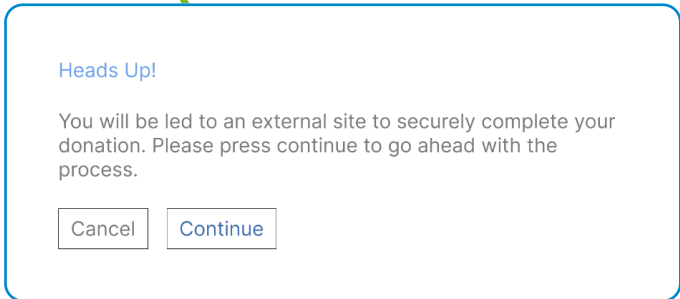 Heads Up!
You will be led to an external site to securely complete your
donation. Please press continue to go ahead with the
process.
Cancel Continue